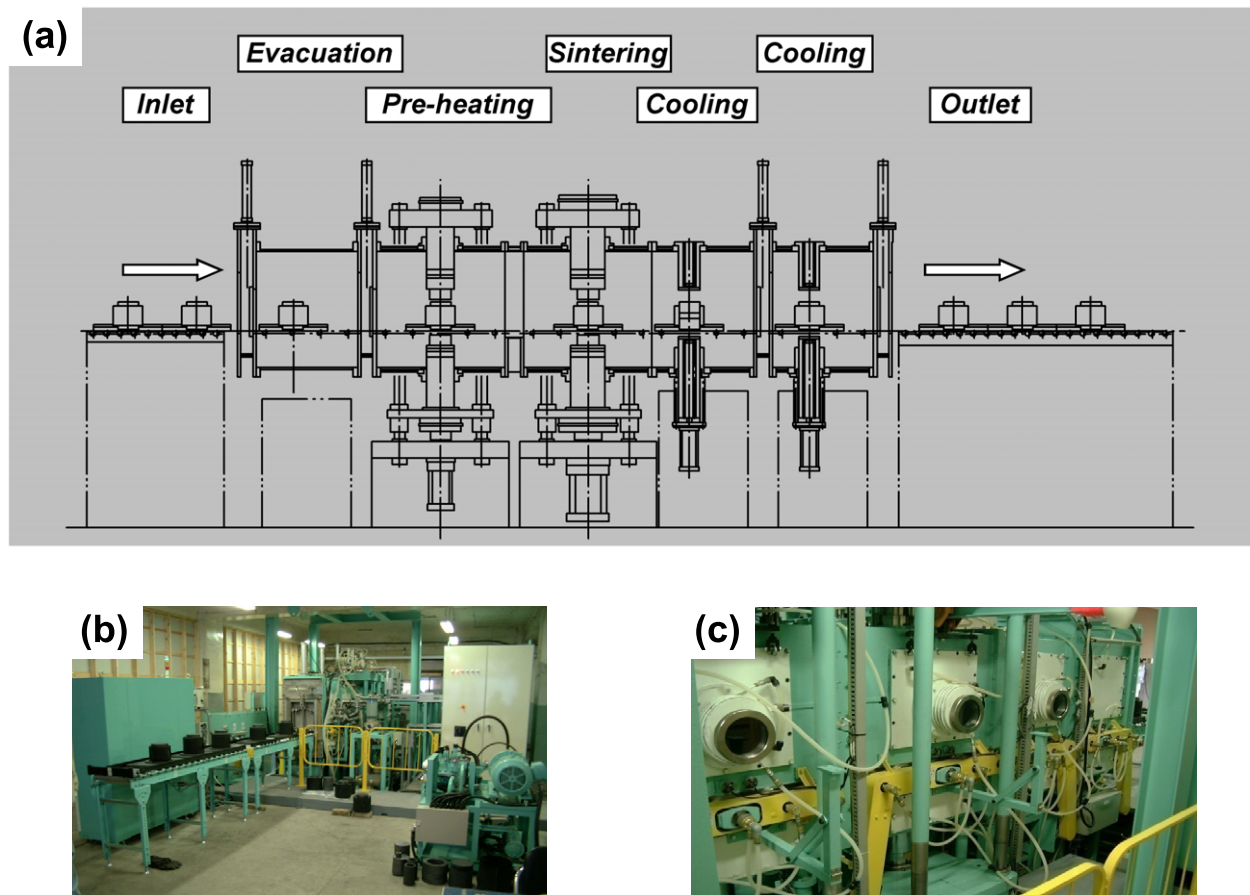 (a)
Evacuation
Sintering
Cooling
Inlet
Pre-heating
Cooling
Outlet
(b)
(c)